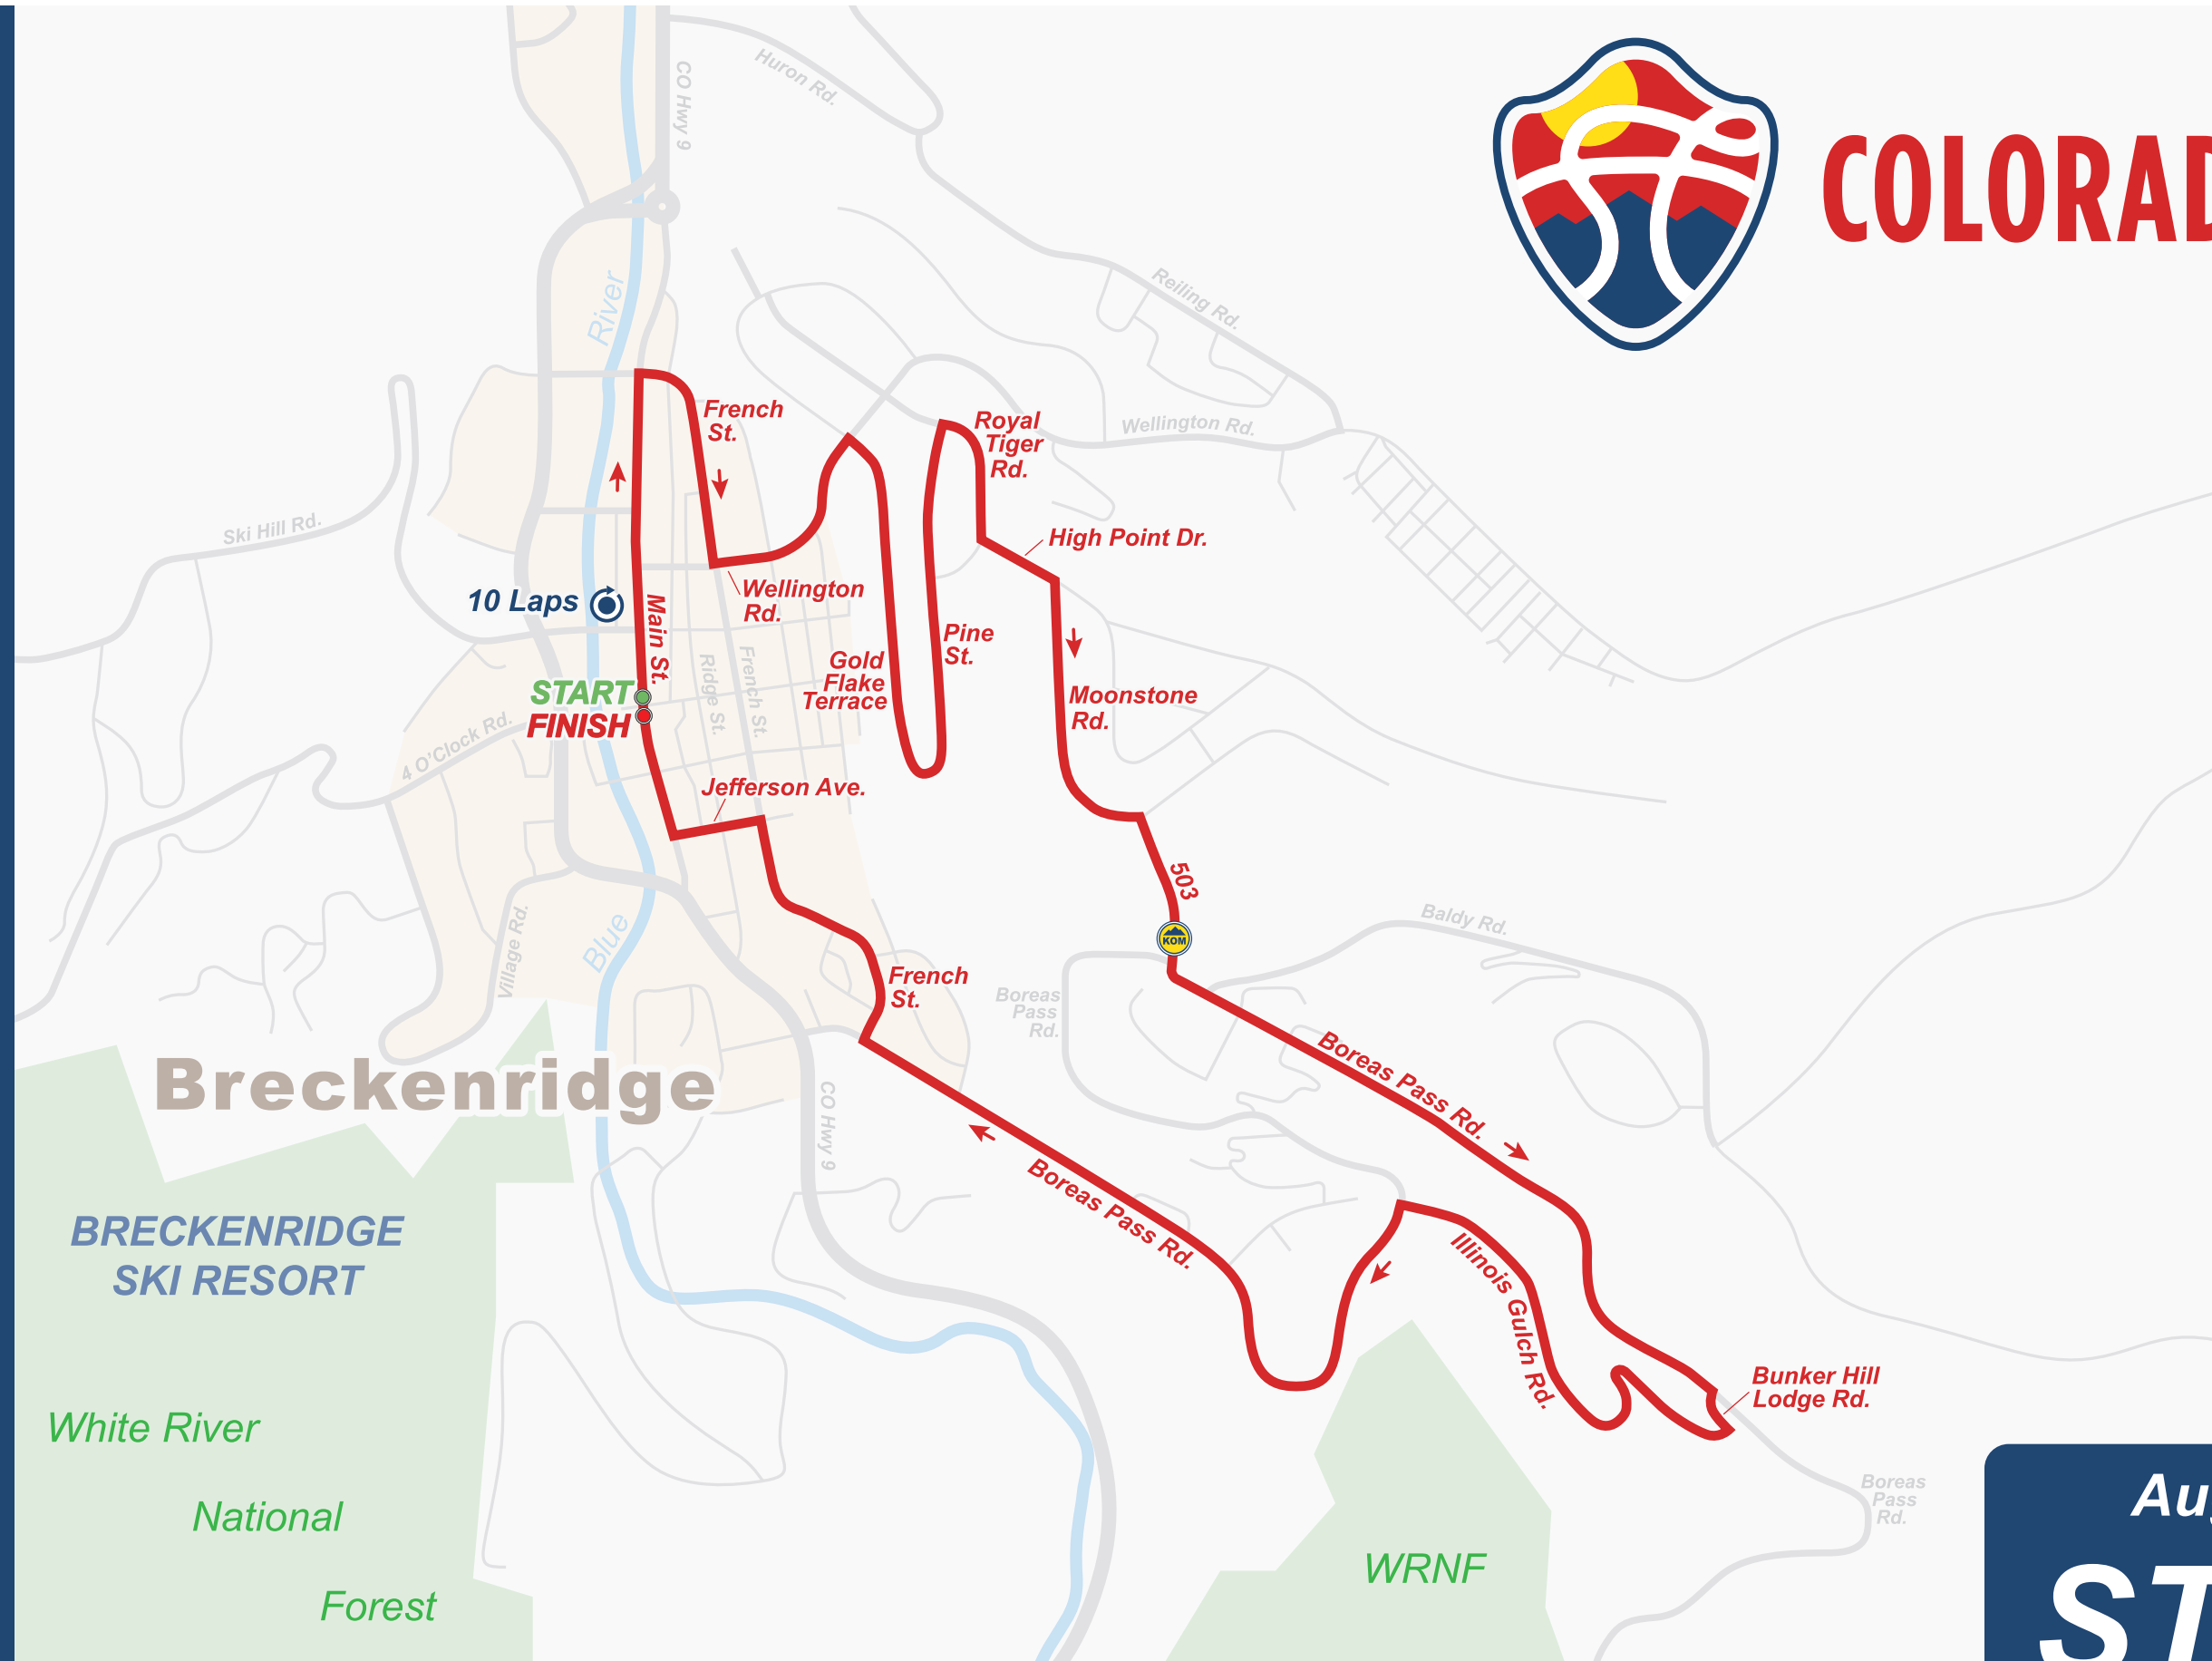 Huron Rd.
CO Hwy 9
COLORAD
River
Reiling Rd.
French
St.
Royal
Tiger
Rd.
Wellington Rd.
Ski Hill Rd.
High Point Dr.
10 Laps
Wellington
Rd.
Main St.
Pine
St.
Gold
Flake
Terrace
Ridge St.
French St.
START
FINISH
Moonstone
Rd.
4 O'Clock Rd.
Jefferson Ave.
503
Baldy Rd.
KOM
Village Rd.
Blue
French
St.
Boreas
Pass
Rd.
Boreas Pass Rd.
Breckenridge
CO Hwy 9
Boreas Pass Rd.
BRECKENRIDGE
SKI RESORT
Illinois Gulch Rd.
Bunker Hill
Lodge Rd.
White River
National
Forest
Boreas
Pass
Rd.
WRNF
Au
ST